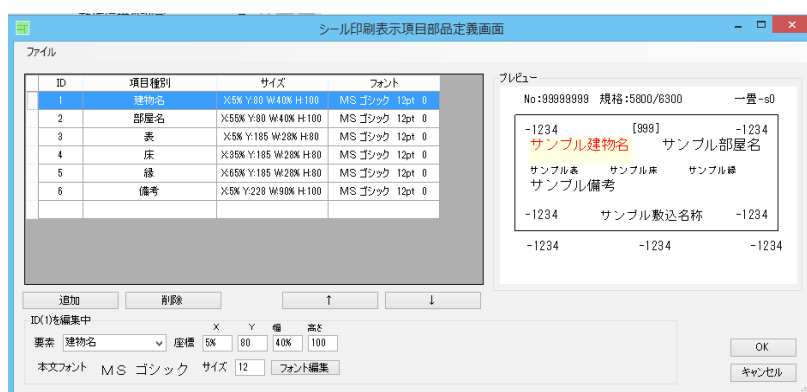 シール印刷表示項目部品定義画面
ファイル
ID 項目種別 サイズ フォント
1 建物名 X:5% Y:80 W:40% H:100 MS ゴシック 12pt 0
2 部屋名 X:55% Y:80 W:40% H:100 MS ゴシック 12pt 0
3 表 X:5% Y:185 W:28% H:80 MS ゴシック 12pt 0
4 床 X:35% Y:185 W:28% H:80 MS ゴシック 12pt 0
5 縁 X:65% Y:185 W:28% H:80 MS ゴシック 12pt 0
6 備考 X:5% Y:228 W:90% H:100 MS ゴシック 12pt 0
追加 削除 ↑ ↓
プレビュー
No:99999999 規格:5800/6300 一畳-s0
-1234 [999] -1234
サンプル建物名 サンプル部屋名
サンプル表 サンプル床 サンプル縁
サンプル備考
-1234 サンプル敷込名称 -1234
-1234 -1234 -1234
ID(1)を編集中
X Y 幅 高さ
要素 建物名 座標 5% 80 40% 100
本文フォント MS ゴシック サイズ 12 フォント編集
OK
キャンセル